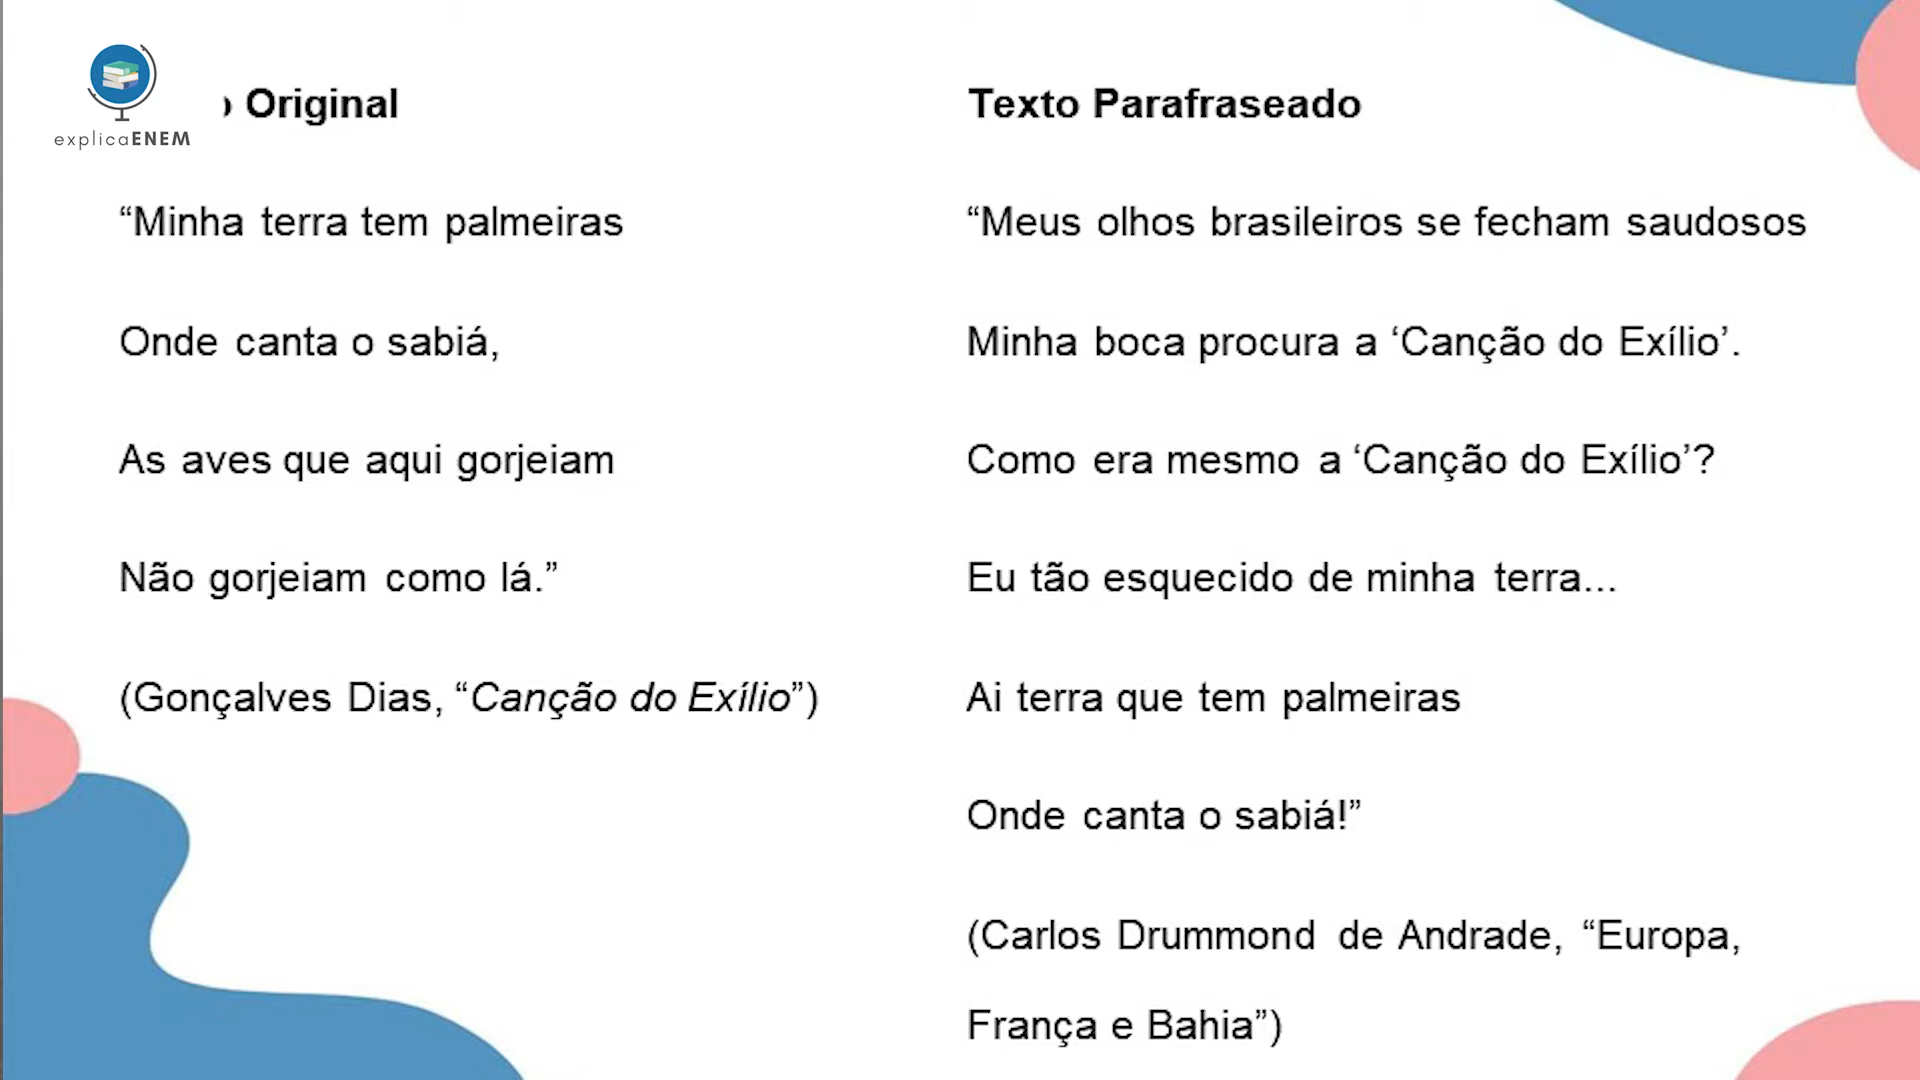 explicaENEM
Original
“Minha terra tem palmeiras
Onde canta o sabiá,
As aves que aqui gorjeiam
Não gorjeiam como lá.”
(Gonçalves Dias, “Canção do Exílio”)
Texto Parafraseado
“Meus olhos brasileiros se fecham saudosos
Minha boca procura a ‘Canção do Exílio’.
Como era mesmo a ‘Canção do Exílio’?
Eu tão esquecido de minha terra...
Ai terra que tem palmeiras
Onde canta o sabiá!”
(Carlos Drummond de Andrade, “Europa,
França e Bahia”)